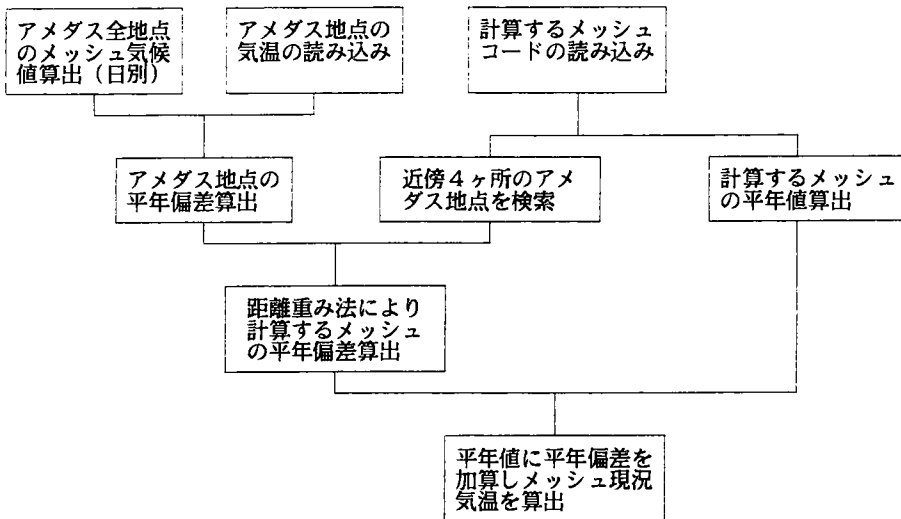 アメダス全地点
のメッシュ気候
値算出（日別）
アメダス地点の
気温の読み込み
計算するメッシュ
コードの読み込み
アメダス地点の
平年偏差算出
近傍４ヶ所のアメ
ダス地点を検索
計算するメッシュ
の平年値算出
距離重み法により
計算するメッシュ
の平年偏差算出
平年値に平年偏差を
加算しメッシュ現況
気温を算出